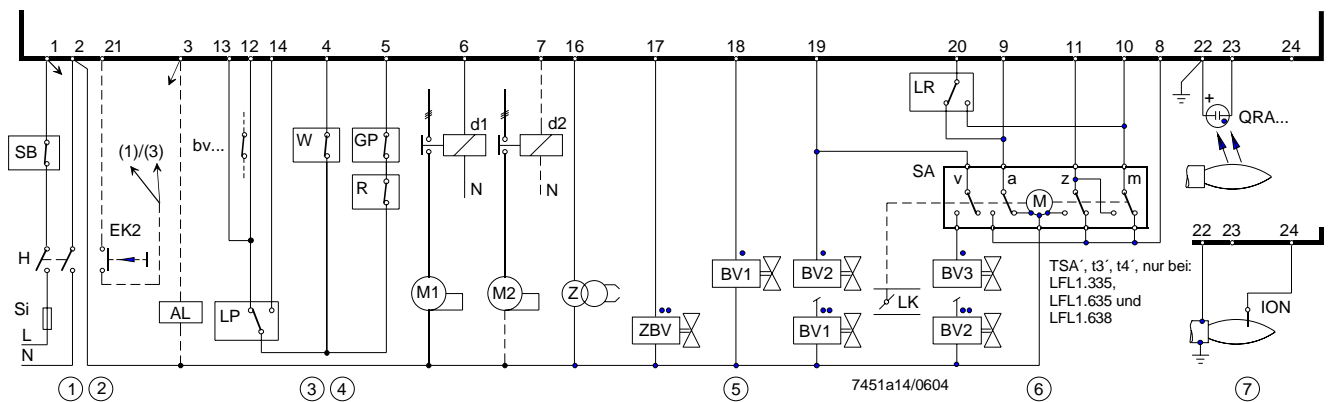 1 2 21 3 13 12 14 4 5 6 7 16 17 18 19 20 9 11 10 8 22 23 24
SB
(1)/(3)
bv...
W
GP
R
d1
d2
N
N
LR
+
QRA...
SA
v a z m
M
EK2
H
Si
L
N
AL
LP
M1
M2
Z
ZBV
BV1
BV2
BV1
BV3
BV2
LK
TSA´, t3´, t4´, nur bei:
LFL1.335,
LFL1.635 und
LFL1.638
22 23 24
ION
1 2 3 4 5 7451a14/0604 6 7